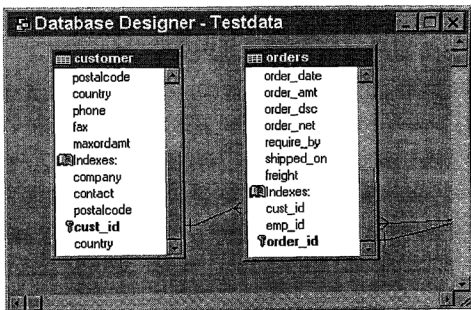 Database Designer - Testdata
customer
postalcode
country
phone
fax
maxordamt
Indexes:
company
contact
postalcode
cust_id
country
orders
order_date
order_amt
order_dsc
order_net
require_by
shipped_on
freight
Indexes:
cust_id
emp_id
order_id